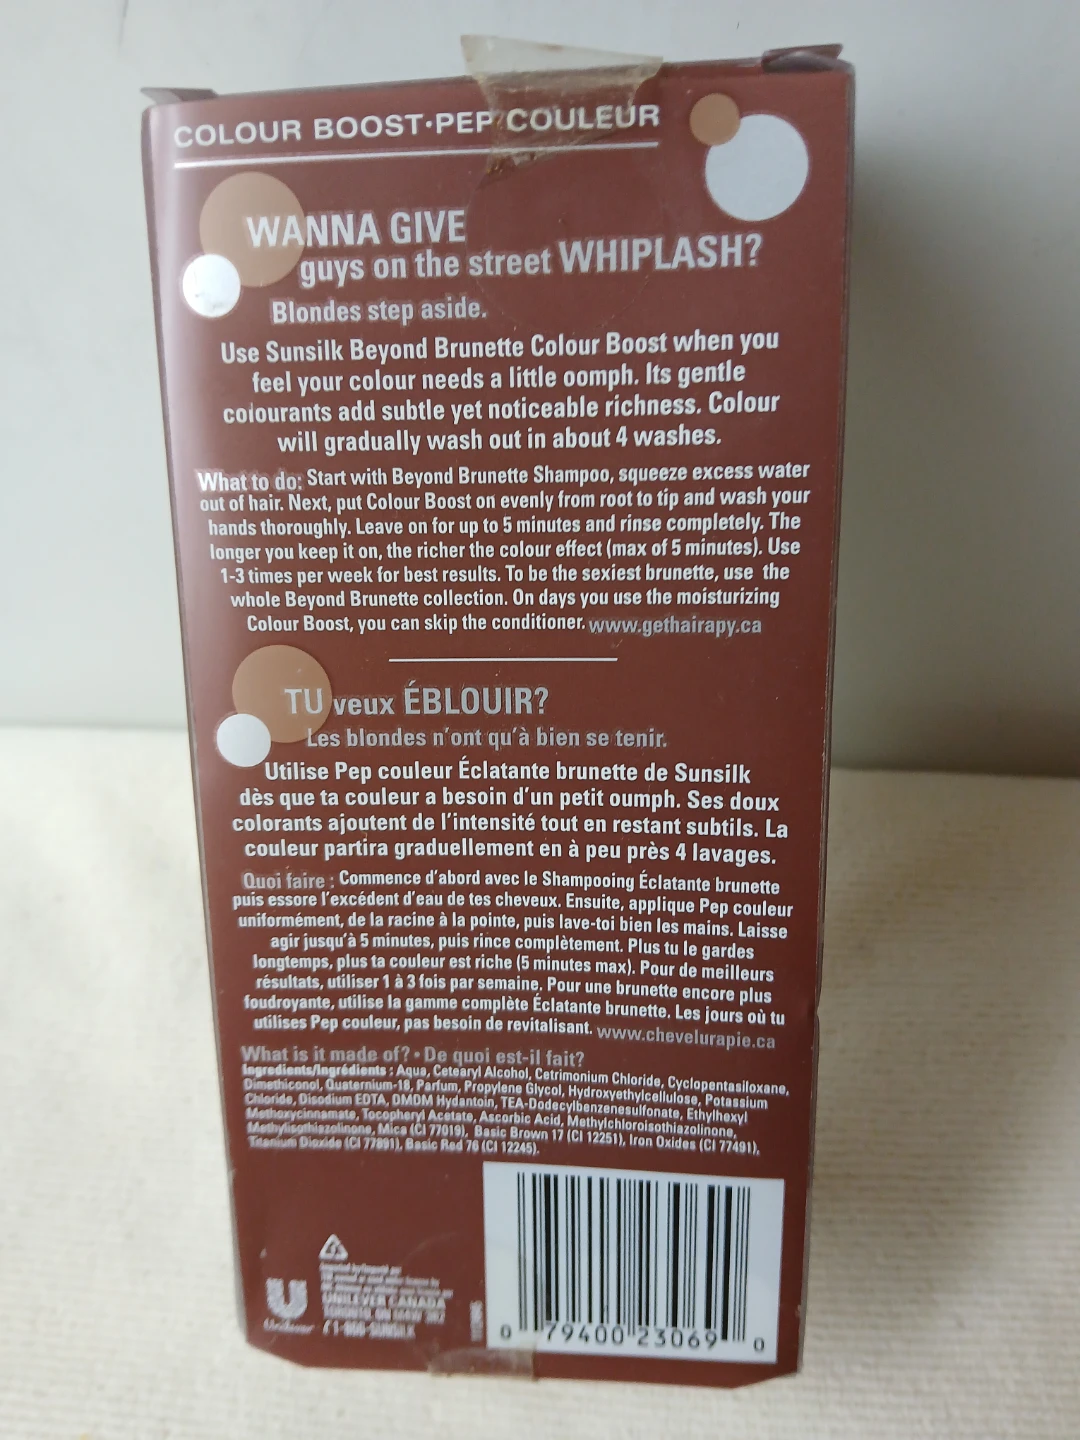 COLOUR BOOST·PEP COULEUR
WANNA GIVE
guys on the street WHIPLASH?
Blondes step aside.
Use Sunsilk Beyond Brunette Colour Boost when you
feel your colour needs a little oomph. Its gentle
colourants add subtle yet noticeable richness. Colour
will gradually wash out in about 4 washes.
What to do: Start with Beyond Brunette Shampoo, squeeze excess water
out of hair. Next, put Colour Boost on evenly from root to tip and wash your
hands thoroughly. Leave on for up to 5 minutes and rinse completely. The
longer you keep it on, the richer the colour effect (max of 5 minutes). Use
1-3 times per week for best results. To be the sexiest brunette, use the
whole Beyond Brunette collection. On days you use the moisturizing
Colour Boost, you can skip the conditioner. www.gethairapy.ca
TU veux ÉBLOUIR?
Les blondes n'ont qu'à bien se tenir.
Utilise Pep couleur Éclatante brunette de Sunsilk
dès que ta couleur a besoin d'un petit oumph. Ses doux
colorants ajoutent de l'intensité tout en restant subtils. La
couleur partira graduellement en à peu près 4 lavages.
Quoi faire : Commence d'abord avec le Shampooing Éclatante brunette
puis essore l'excédent d'eau de tes cheveux. Ensuite, applique Pep couleur
uniformément, de la racine à la pointe, puis lave-toi bien les mains. Laisse
agir jusqu'à 5 minutes, puis rince complètement. Plus tu le gardes
longtemps, plus ta couleur est riche (5 minutes max). Pour de meilleurs
résultats, utiliser 1 à 3 fois par semaine. Pour une brunette encore plus
foudroyante, utilise la gamme complète Éclatante brunette. Les jours où tu
utilises Pep couleur, pas besoin de revitalisant. www.chevelurapie.ca
What is it made of? • De quoi est-il fait?
Ingredients/Ingrédients : Aqua, Cetearyl Alcohol, Cetrimonium Chloride, Cyclopentasiloxane,
Dimethiconol, Quaternium-18, Parfum, Propylene Glycol, Hydroxyethylcellulose, Potassium
Chloride, Disodium EDTA, DMDM Hydantoin, TEA-Dodecylbenzenesulfonate, Ethylhexyl
Methoxycinnamate, Tocopheryl Acetate, Ascorbic Acid, Methylchloroisothiazolinone,
Methylisothiazolinone, Mica (CI 77019), Basic Brown 17 (CI 12251), Iron Oxides (CI 77491),
Titanium Dioxide (CI 77891), Basic Red 76 (CI 12245).
UNILEVER CANADA
Unilever 1-800-SUNSILK
0 79400 23069 0